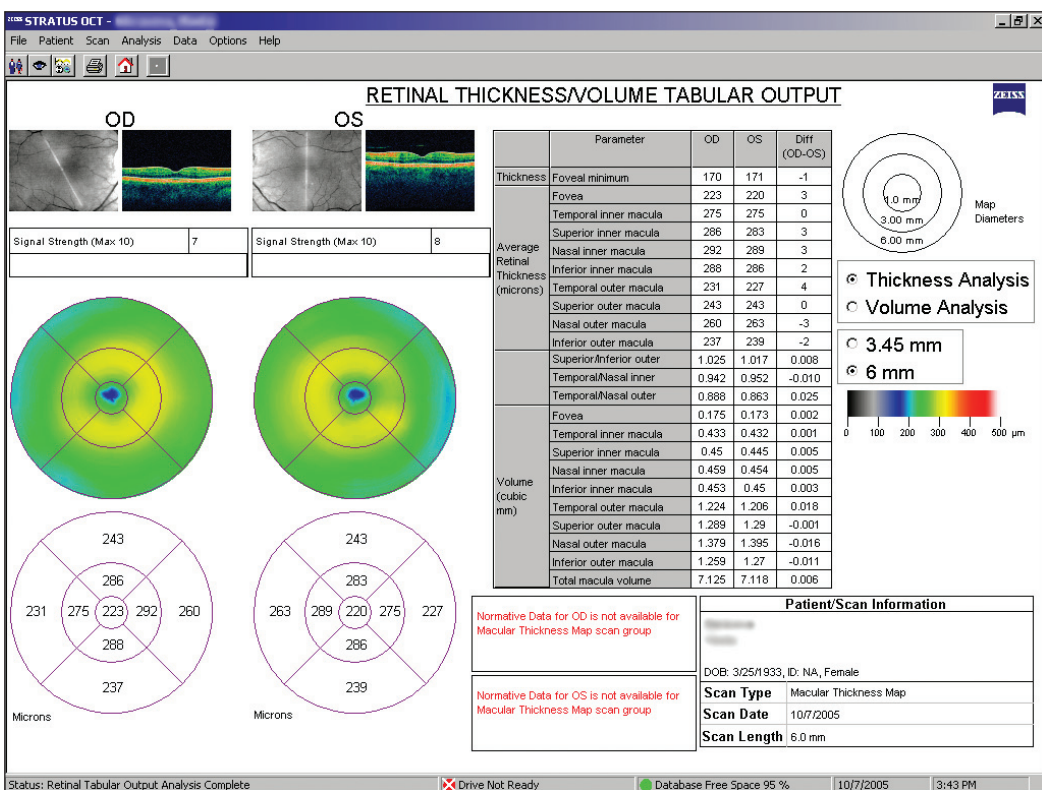 ZEISS STRATUS OCT -
File Patient Scan Analysis Data Options Help
RETINAL THICKNESS/VOLUME TABULAR OUTPUT
ZEISS
OD OS
Signal Strength (Max 10) 7
Signal Strength (Max 10) 8
Parameter OD OS Diff (OD-OS)
Thickness Foveal minimum 170 171 -1
Average Retinal Thickness (microns)
Fovea 223 220 3
Temporal inner macula 275 275 0
Superior inner macula 286 283 3
Nasal inner macula 292 289 3
Inferior inner macula 288 286 2
Temporal outer macula 231 227 4
Superior outer macula 243 243 0
Nasal outer macula 260 263 -3
Inferior outer macula 237 239 -2
Superior/Inferior outer 1.025 1.017 0.008
Temporal/Nasal inner 0.942 0.952 -0.010
Temporal/Nasal outer 0.888 0.863 0.025
Volume (cubic mm)
Fovea 0.175 0.173 0.002
Temporal inner macula 0.433 0.432 0.001
Superior inner macula 0.45 0.445 0.005
Nasal inner macula 0.459 0.454 0.005
Inferior inner macula 0.453 0.45 0.003
Temporal outer macula 1.224 1.206 0.018
Superior outer macula 1.289 1.29 -0.001
Nasal outer macula 1.379 1.395 -0.016
Inferior outer macula 1.259 1.27 -0.011
Total macula volume 7.125 7.118 0.006
1.0 mm
3.00 mm
6.00 mm
Map
Diameters
Thickness Analysis
Volume Analysis
3.45 mm
6 mm
0 100 200 300 400 500 µm
243
286
231 275 223 292 260
288
237
Microns
243
283
263 289 220 275 227
286
239
Microns
Normative Data for OD is not available for
Macular Thickness Map scan group
Normative Data for OS is not available for
Macular Thickness Map scan group
Patient/Scan Information
DOB: 3/25/1933, ID: NA, Female
Scan Type Macular Thickness Map
Scan Date 10/7/2005
Scan Length 6.0 mm
Status: Retinal Tabular Output Analysis Complete Drive Not Ready Database Free Space 95 % 10/7/2005 3:43 PM